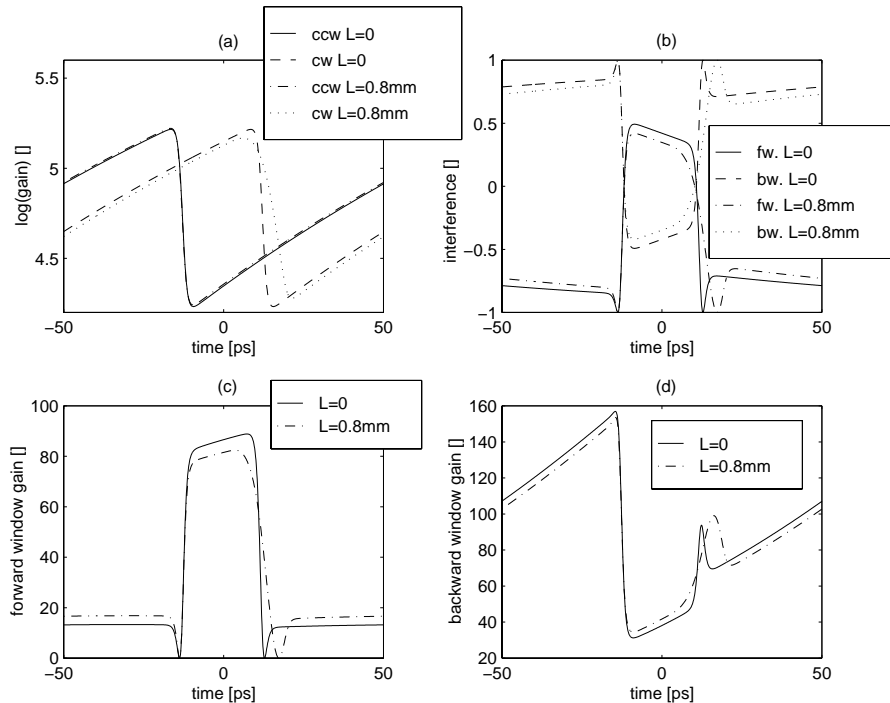 (a)
ccw L=0
cw L=0
ccw L=0.8mm
cw L=0.8mm
5.5
5
4.5
log(gain) []
−50
0
50
time [ps]
(b)
fw. L=0
bw. L=0
fw. L=0.8mm
bw. L=0.8mm
1
0.5
0
−0.5
−1
interference []
−50
0
50
time [ps]
(c)
L=0
L=0.8mm
100
80
60
40
20
0
forward window gain []
−50
0
50
time [ps]
(d)
L=0
L=0.8mm
160
140
120
100
80
60
40
20
backward window gain []
−50
0
50
time [ps]